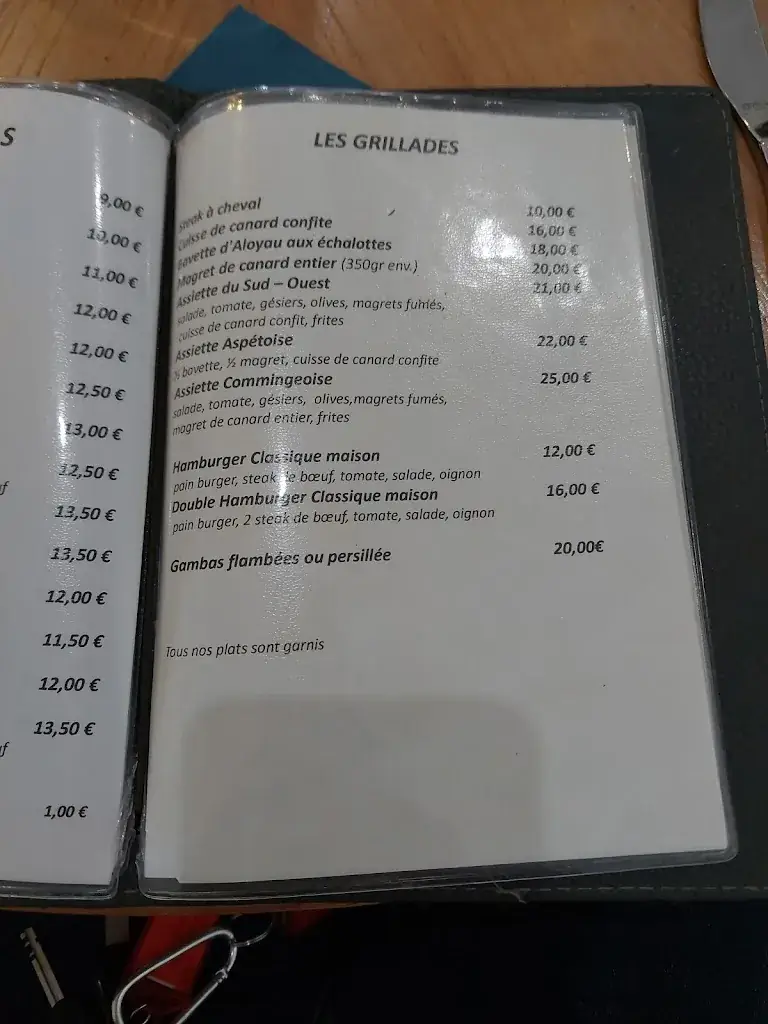 S
9,00 €
10,00 €
11,00 €
12,00 €
12,00 €
12,50 €
13,00 €
12,50 €
13,50 €
13,50 €
12,00 €
11,50 €
12,00 €
13,50 €
1,00 €
LES GRILLADES
Steak à cheval 10,00 €
Cuisse de canard confite 16,00 €
Bavette d'Aloyau aux échalottes 18,00 €
Magret de canard entier (350gr env.) 20,00 €
Assiette du Sud – Ouest 21,00 €
salade, tomate, gésiers, olives, magrets fumés,
cuisse de canard confit, frites
Assiette Aspétoise 22,00 €
½ bavette, ½ magret, cuisse de canard confite
Assiette Commingeoise 25,00 €
salade, tomate, gésiers, olives,magrets fumés,
magret de canard entier, frites
Hamburger Classique maison 12,00 €
pain burger, steak de bœuf, tomate, salade, oignon
Double Hamburger Classique maison 16,00 €
pain burger, 2 steak de bœuf, tomate, salade, oignon
Gambas flambées ou persillée 20,00€
Tous nos plats sont garnis